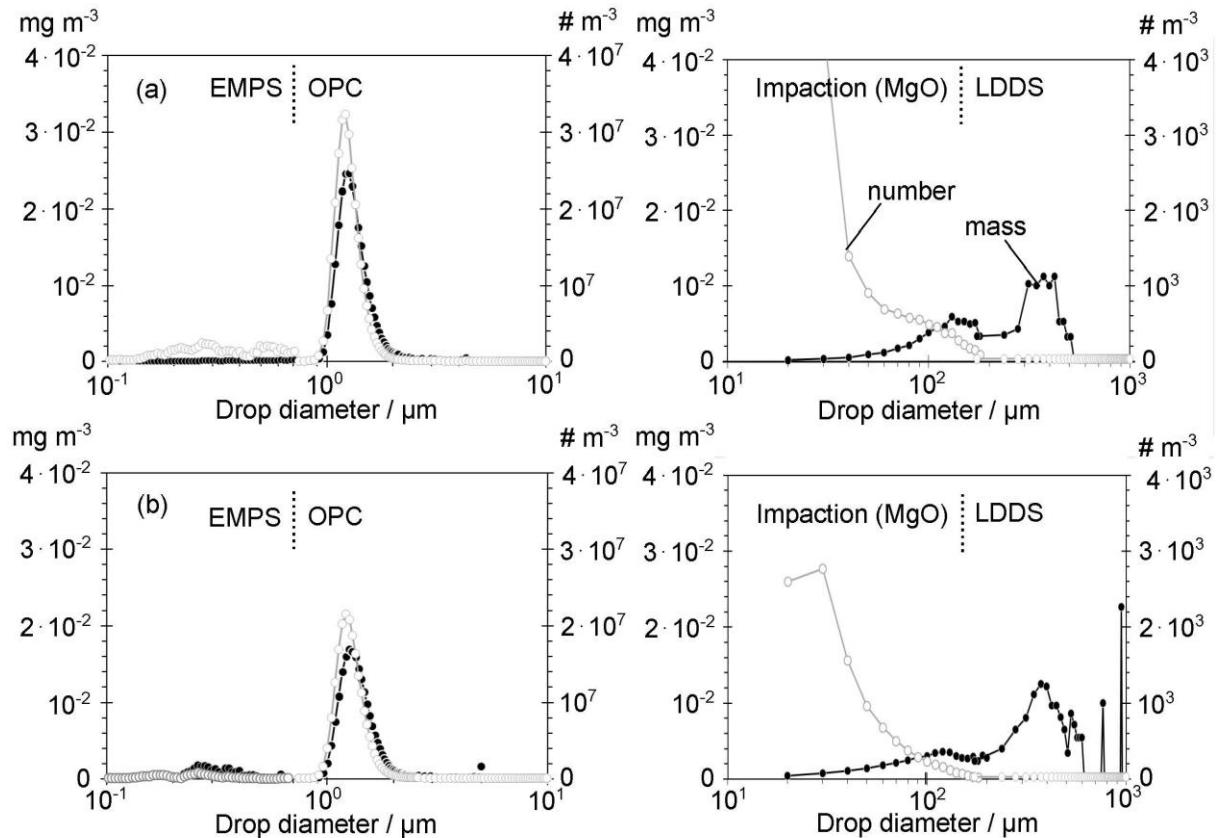 mg m⁻³ # m⁻³ mg m⁻³ # m⁻³
4·10⁻² 4·10⁷ 4·10⁻² 4·10³
(a) EMPS OPC Impaction (MgO) LDDS
3·10⁻² 3·10⁷ 3·10⁻² 3·10³
number
2·10⁻² 2·10⁷ 2·10⁻² 2·10³
mass
10⁻² 10⁷ 10⁻² 10³
0 0 0 0
10⁻¹ 10⁰ 10¹ 10¹ 10² 10³
Drop diameter / µm Drop diameter / µm
mg m⁻³ # m⁻³ mg m⁻³ # m⁻³
4·10⁻² 4·10⁷ 4·10⁻² 4·10³
(b) EMPS OPC Impaction (MgO) LDDS
3·10⁻² 3·10⁷ 3·10⁻² 3·10³
2·10⁻² 2·10⁷ 2·10⁻² 2·10³
10⁻² 10⁷ 10⁻² 10³
0 0 0 0
10⁻¹ 10⁰ 10¹ 10¹ 10² 10³
Drop diameter / µm Drop diameter / µm